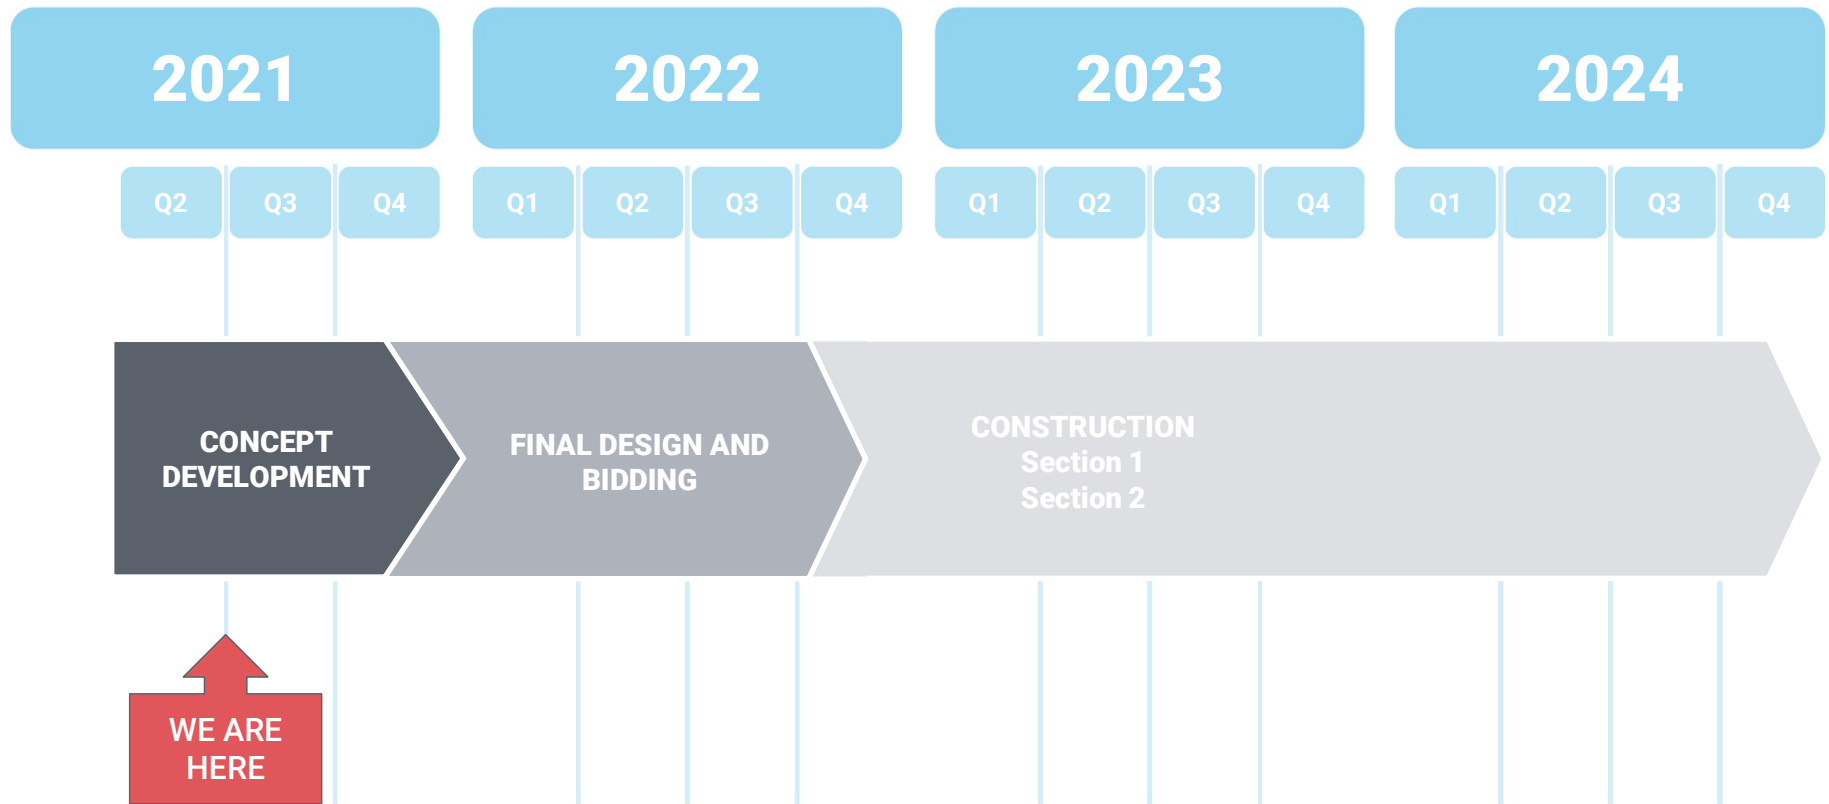 2021
2022
2023
2024
Q2
Q3
Q4
Q1
Q2
Q3
Q4
Q1
Q2
Q3
Q4
Q1
Q2
Q3
Q4
CONCEPT
DEVELOPMENT
FINAL DESIGN AND
BIDDING
CONSTRUCTION
Section 1
Section 2
WE ARE
HERE